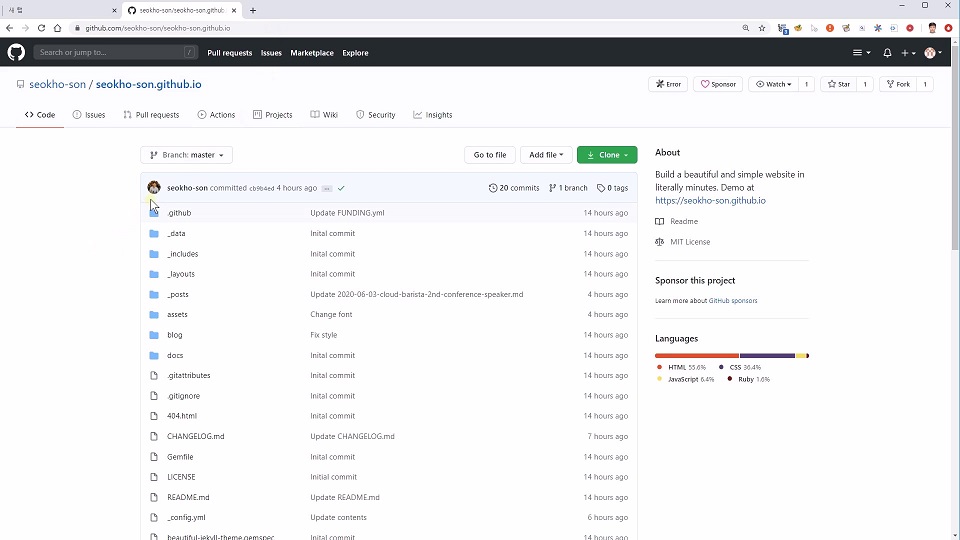 새 탭
seokho-son/seokho-son.github.
github.com/seokho-son/seokho-son.github.io
Search or jump to...
/
Pull requests Issues Marketplace Explore
seokho-son / seokho-son.github.io
Error Sponsor Watch 1 Star 1 Fork 1
Code Issues Pull requests Actions Projects Wiki Security Insights
Branch: master Go to file Add file Clone
seokho-son committed cb9b4ed 4 hours ago ... 20 commits 1 branch 0 tags
.github Update FUNDING.yml 14 hours ago
_data Inital commit 14 hours ago
_includes Inital commit 14 hours ago
_layouts Inital commit 14 hours ago
_posts Update 2020-06-03-cloud-barista-2nd-conference-speaker.md 4 hours ago
assets Change font 4 hours ago
blog Fix style 14 hours ago
docs Inital commit 14 hours ago
.gitattributes Inital commit 14 hours ago
.gitignore Inital commit 14 hours ago
404.html Inital commit 14 hours ago
CHANGELOG.md Update CHANGELOG.md 7 hours ago
Gemfile Inital commit 14 hours ago
LICENSE Initial commit 14 hours ago
README.md Update README.md 14 hours ago
_config.yml Update contents 6 hours ago
beautiful-jekyll-theme.gemspec Inital commit 14 hours ago
About
Build a beautiful and simple website in
literally minutes. Demo at
https://seokho-son.github.io
Readme
MIT License
Sponsor this project
Learn more about GitHub sponsors
Languages
HTML 55.6% CSS 36.4%
JavaScript 6.4% Ruby 1.6%